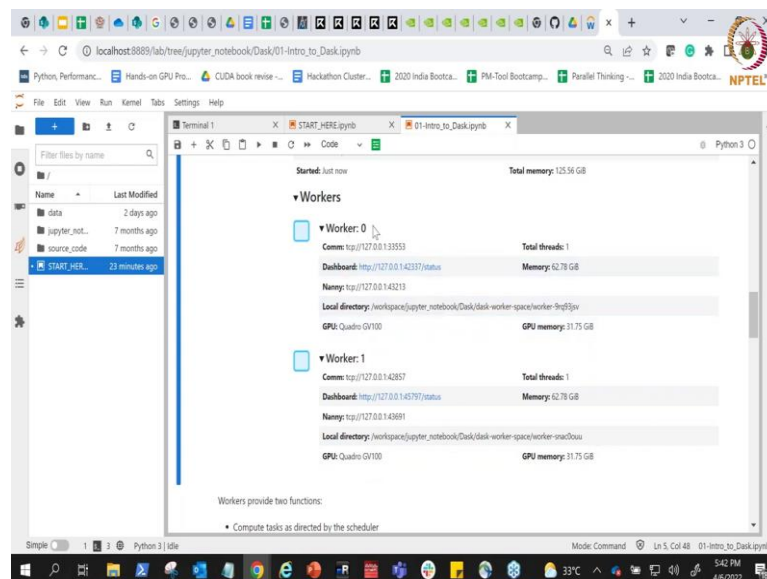 localhost:8889/lab/tree/jupyter_notebook/Dask/01-Intro_to_Dask.ipynb
Python, Performanc... Hands-on GPU Pro... CUDA book revise -... Hackathon Cluster... 2020 India Bootca... PM-Tool Bootcamp... Parallel Thinking -... 2020 India Bootca...
NPTEL
File Edit View Run Kernel Tabs Settings Help
Terminal 1 START_HERE.ipynb 01-Intro_to_Dask.ipynb
Code Python 3
Filter files by name
/
Name Last Modified
data 2 days ago
jupyter_not... 7 months ago
source_code 7 months ago
START_HER... 23 minutes ago
Started: Just now Total memory: 125.56 GiB
Workers
Worker: 0
Comm: tcp://127.0.0.1:33553 Total threads: 1
Dashboard: http://127.0.0.1:42337/status Memory: 62.78 GiB
Nanny: tcp://127.0.0.1:43213
Local directory: /workspace/jupyter_notebook/Dask/dask-worker-space/worker-9rq93jsv
GPU: Quadro GV100 GPU memory: 31.75 GiB
Worker: 1
Comm: tcp://127.0.0.1:42857 Total threads: 1
Dashboard: http://127.0.0.1:45797/status Memory: 62.78 GiB
Nanny: tcp://127.0.0.1:43691
Local directory: /workspace/jupyter_notebook/Dask/dask-worker-space/worker-snac0ouu
GPU: Quadro GV100 GPU memory: 31.75 GiB
Workers provide two functions:
• Compute tasks as directed by the scheduler
Simple 1 3 Python 3 | Idle Mode: Command Ln 5, Col 48 01-Intro_to_Dask.ipyn
33°C 5:42 PM
4/6/2022